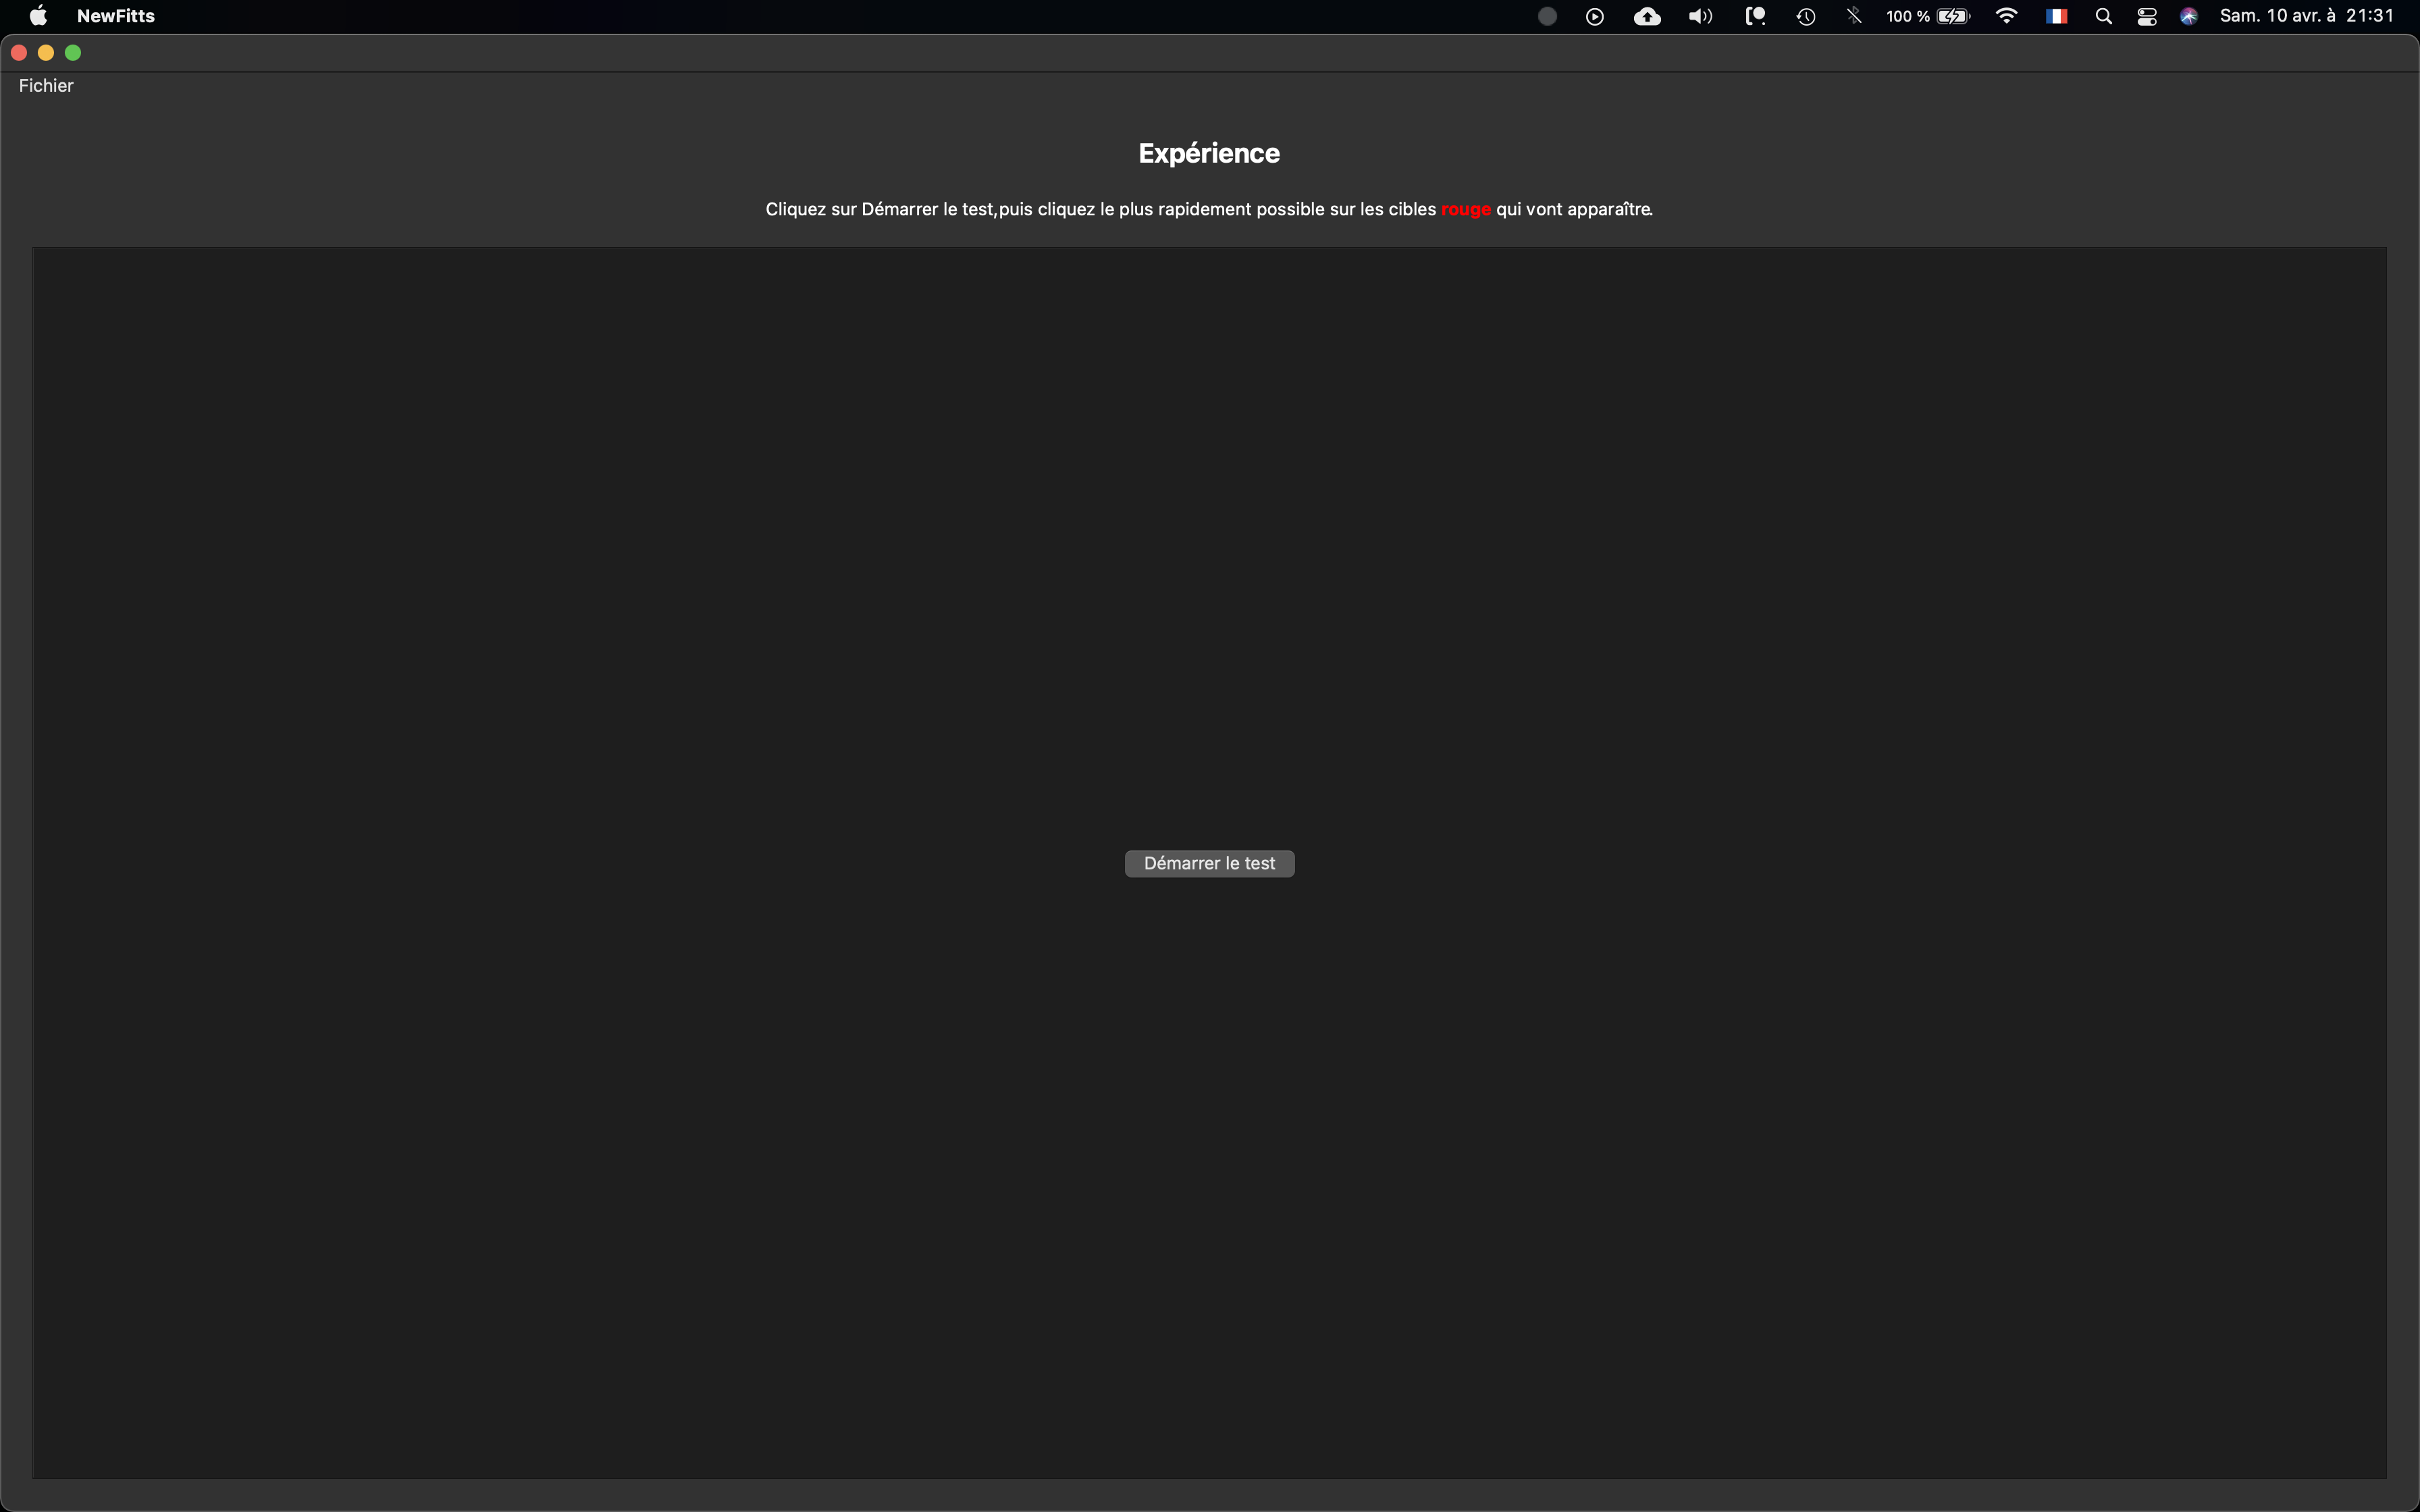 NewFitts 100 % Sam. 10 avr. à 21:31
Fichier
Expérience
Cliquez sur Démarrer le test,puis cliquez le plus rapidement possible sur les cibles rouge qui vont apparaître.
Démarrer le test